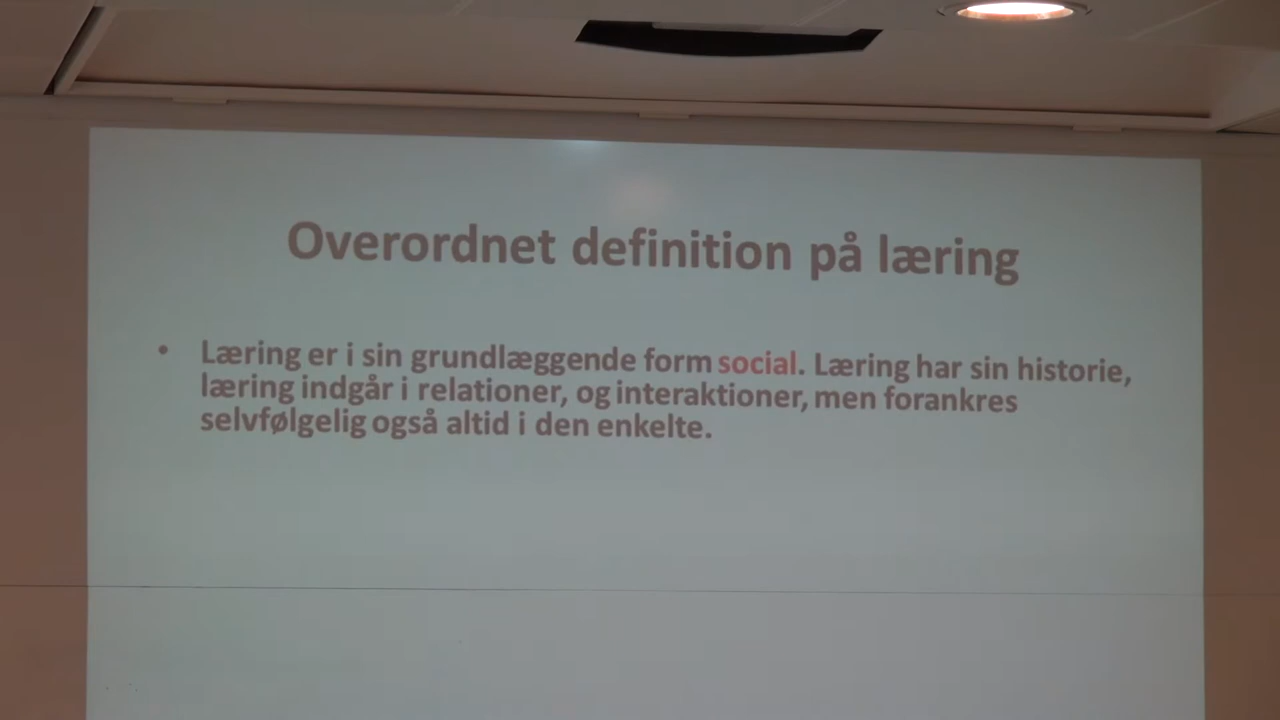 Overordnet definition på læring
• Læring er i sin grundlæggende form social. Læring har sin historie,
læring indgår i relationer, og interaktioner, men forankres
selvfølgelig også altid i den enkelte.